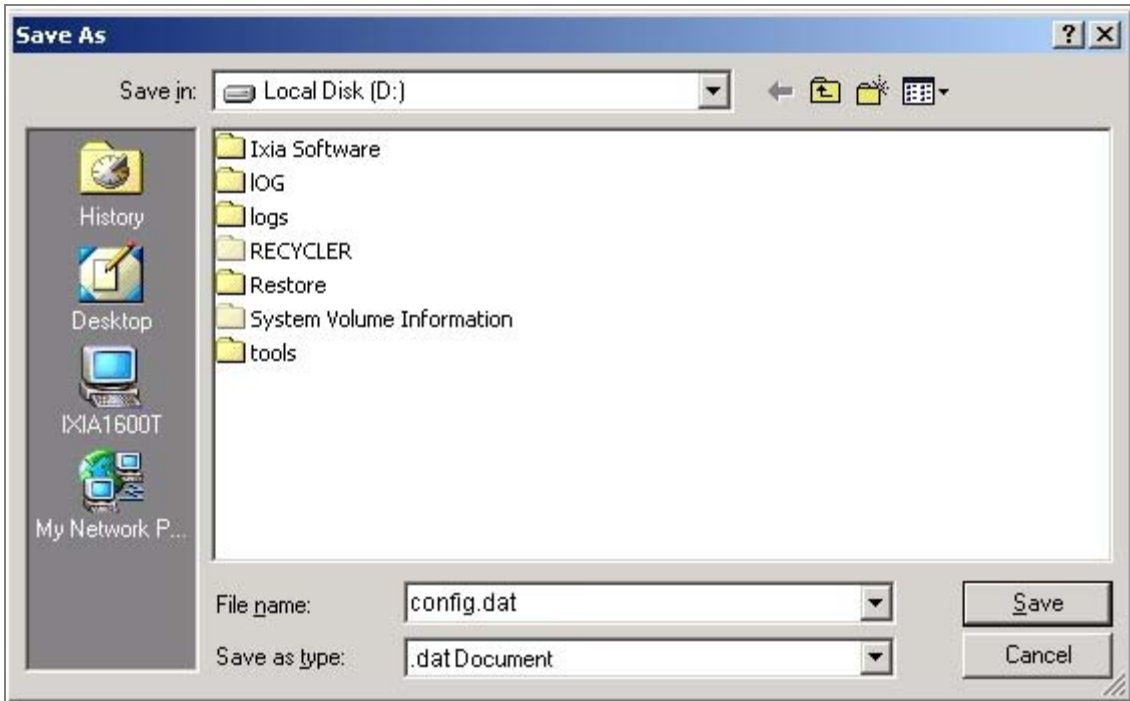 Save As
Save in: Local Disk (D:)
Ixia Software
lOG
logs
RECYCLER
Restore
System Volume Information
tools
History
Desktop
IXIA1600T
My Network P...
File name: config.dat
Save
Save as type: .dat Document
Cancel